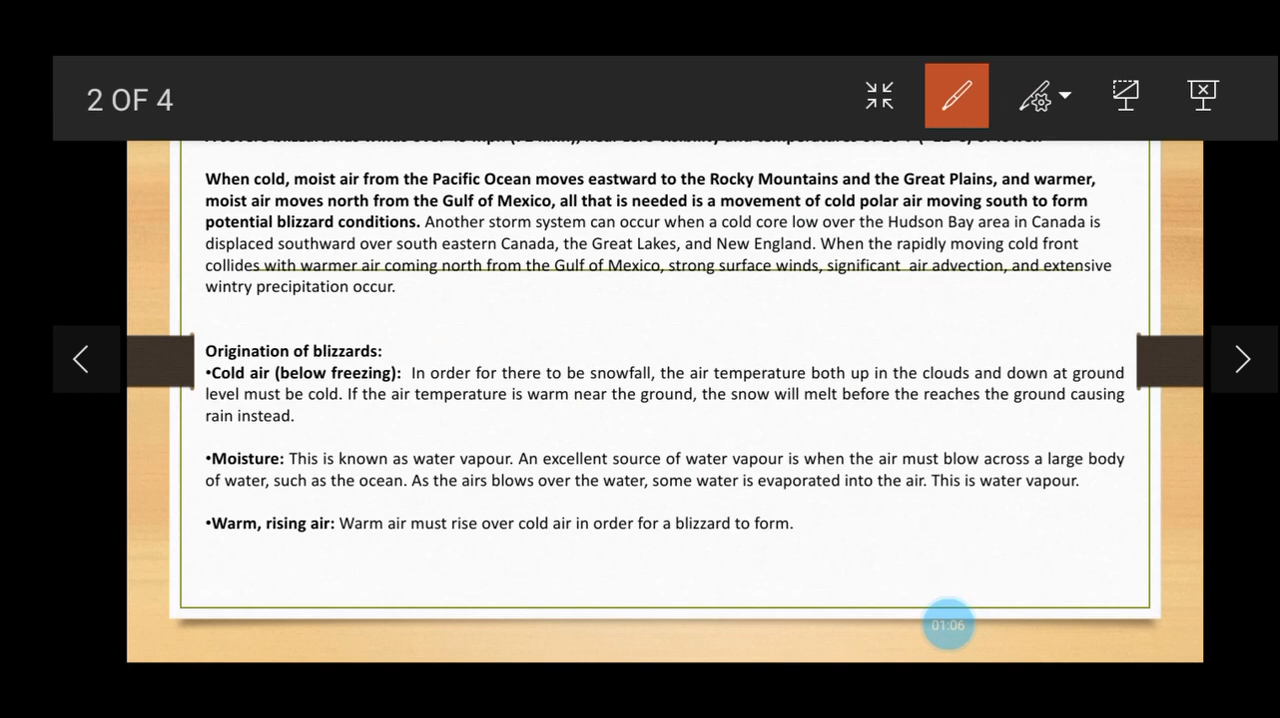 2 OF 4
When cold, moist air from the Pacific Ocean moves eastward to the Rocky Mountains and the Great Plains, and warmer,
moist air moves north from the Gulf of Mexico, all that is needed is a movement of cold polar air moving south to form
potential blizzard conditions. Another storm system can occur when a cold core low over the Hudson Bay area in Canada is
displaced southward over south eastern Canada, the Great Lakes, and New England. When the rapidly moving cold front
collides with warmer air coming north from the Gulf of Mexico, strong surface winds, significant  air advection, and extensive
wintry precipitation occur.
Origination of blizzards:
•Cold air (below freezing):  In order for there to be snowfall, the air temperature both up in the clouds and down at ground
level must be cold. If the air temperature is warm near the ground, the snow will melt before the reaches the ground causing
rain instead.
•Moisture: This is known as water vapour. An excellent source of water vapour is when the air must blow across a large body
of water, such as the ocean. As the airs blows over the water, some water is evaporated into the air. This is water vapour.
•Warm, rising air: Warm air must rise over cold air in order for a blizzard to form.
01:06